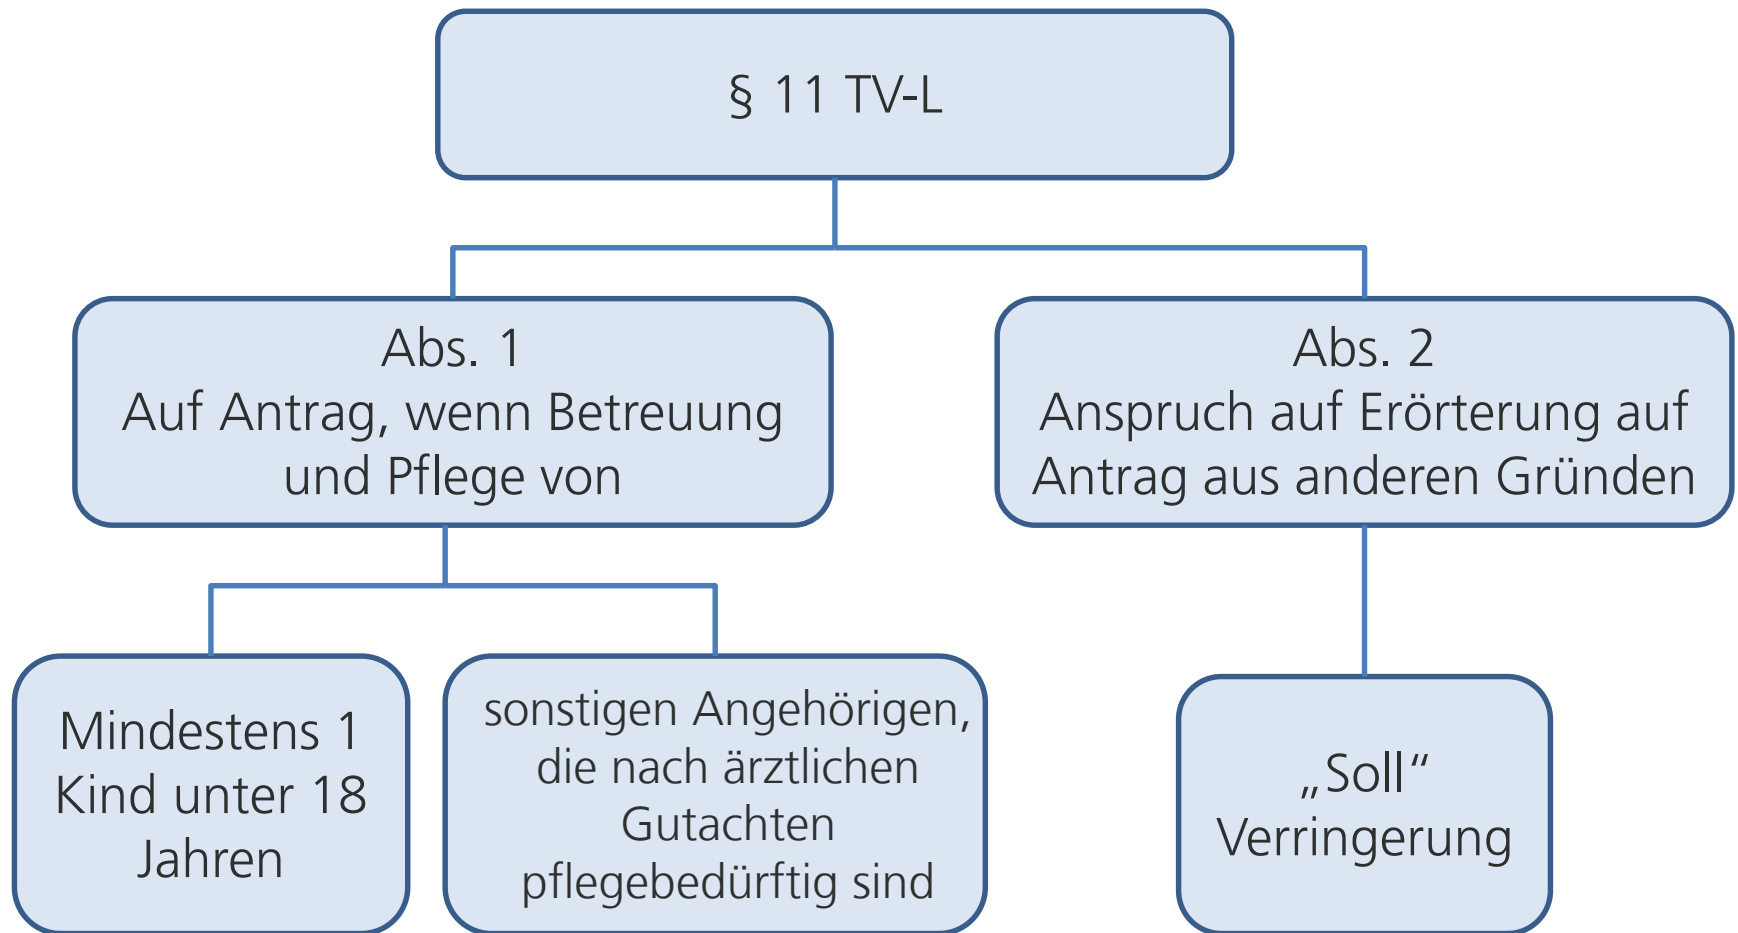 § 11 TV-L
Abs. 1
Auf Antrag, wenn Betreuung
und Pflege von
Abs. 2
Anspruch auf Erörterung auf
Antrag aus anderen Gründen
Mindestens 1
Kind unter 18
Jahren
sonstigen Angehörigen,
die nach ärztlichen
Gutachten
pflegebedürftig sind
„Soll“
Verringerung